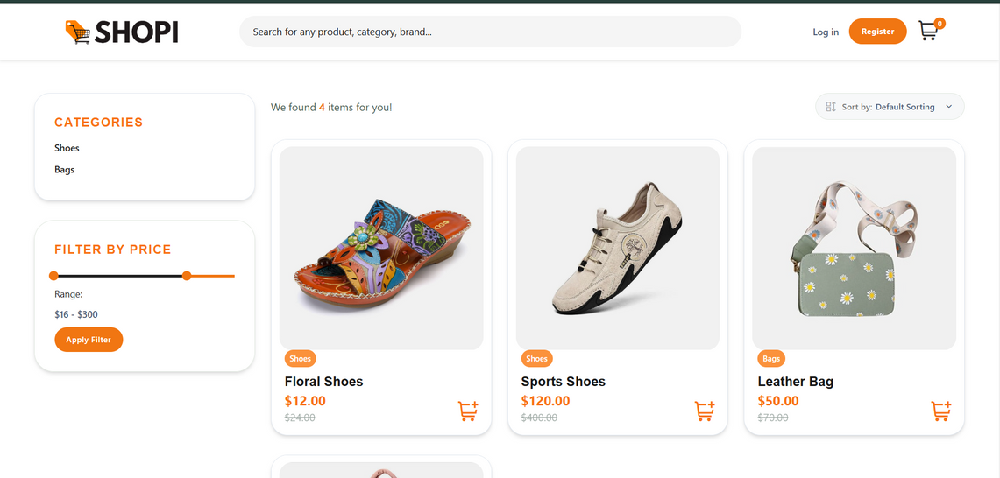 SHOPI
Search for any product, category, brand...
Log in
Register
0
CATEGORIES
Shoes
Bags
FILTER BY PRICE
Range:
$16 - $300
Apply Filter
We found 4 items for you!
Sort by: Default Sorting
Shoes
Floral Shoes
$12.00
$24.00
Shoes
Sports Shoes
$120.00
$400.00
Bags
Leather Bag
$50.00
$70.00